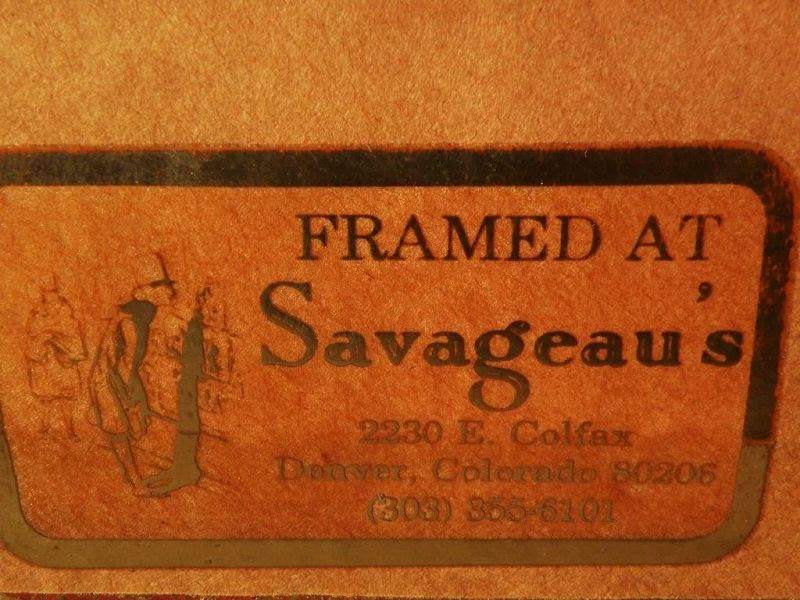 FRAMED AT
Savageau's
2230 E. Colfax
Denver, Colorado 80206
(303) 355-6101